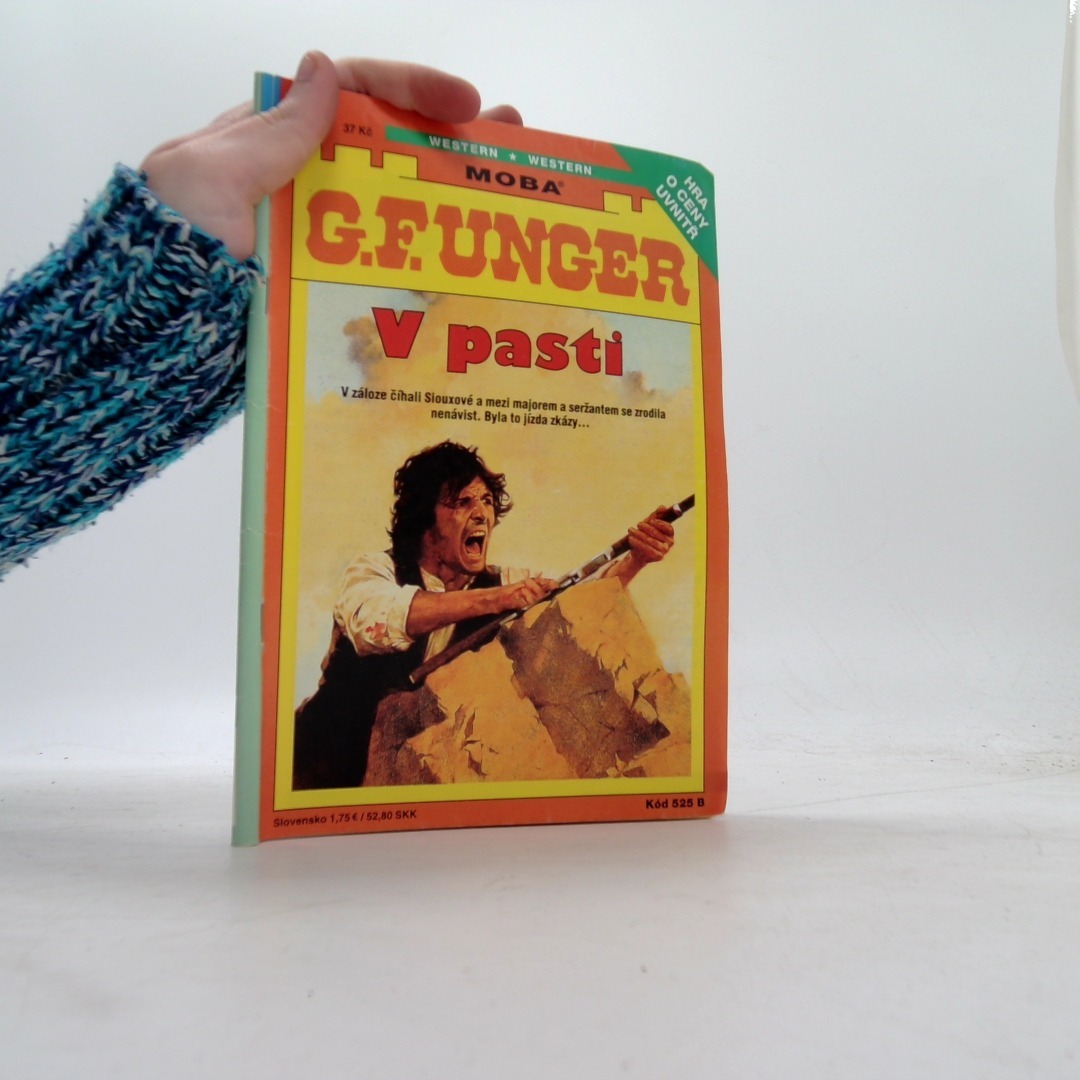 37 Kč
WESTERN ★ WESTERN
MOBA®
HRA
O CENY
UVNITŘ
G.F. UNGER
V pasti
V záloze číhali Siouxové a mezi majorem a seržantem se zrodila
nenávist. Byla to jízda zkázy...
Slovensko 1,75 € / 52,80 SKK
Kód 525 B